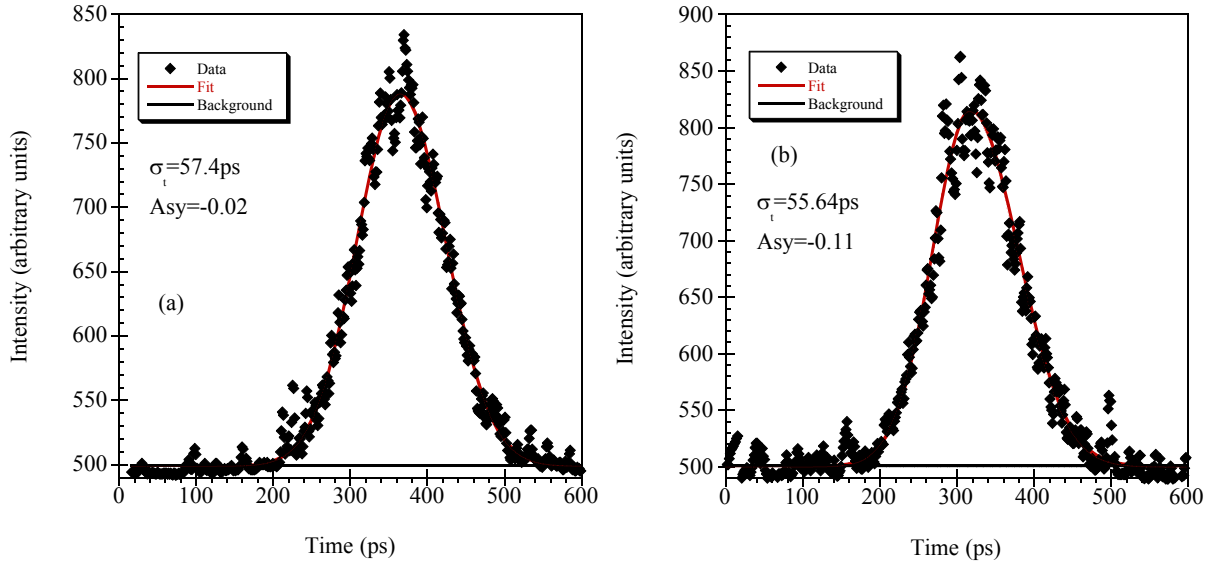 850
800
750
700
650
600
550
500
Intensity (arbitrary units)
Data
Fit
Background
σt=57.4ps
Asy=-0.02
(a)
0 100 200 300 400 500 600
Time (ps)
900
850
800
750
700
650
600
550
500
Intensity (arbitrary units)
Data
Fit
Background
(b)
σt=55.64ps
Asy=-0.11
0 100 200 300 400 500 600
Time (ps)